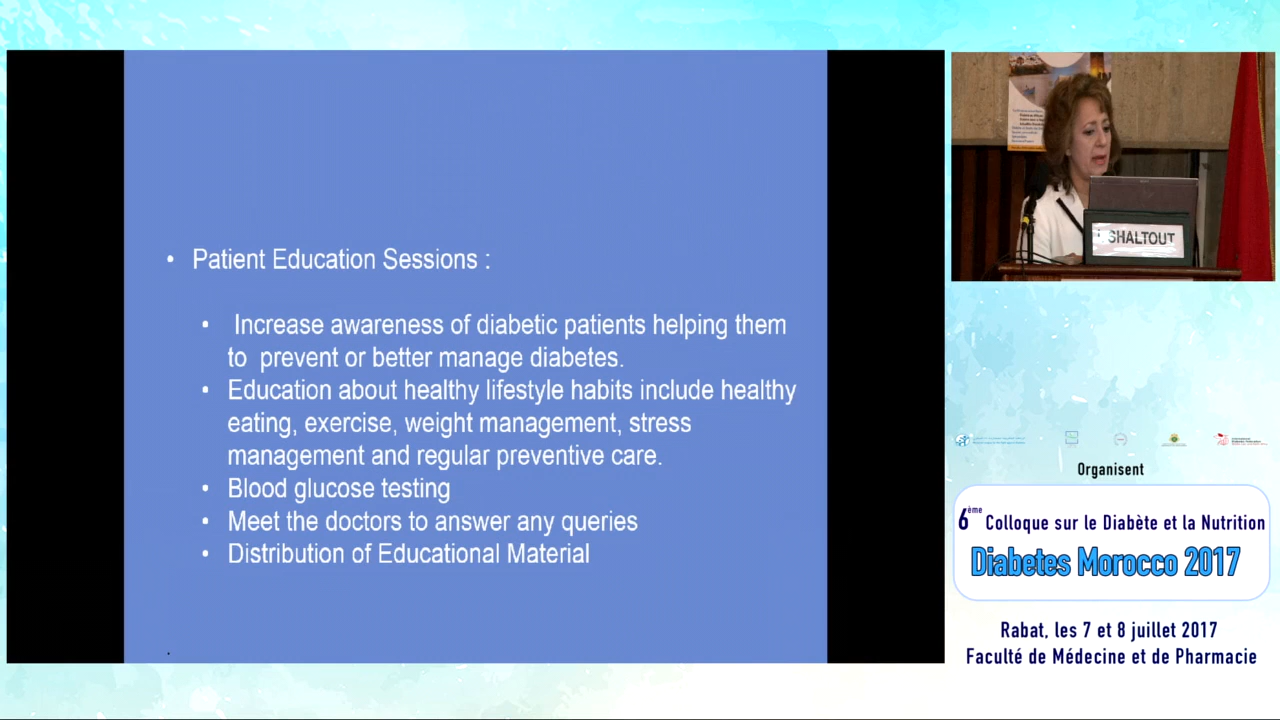 • Patient Education Sessions :
• Increase awareness of diabetic patients helping them
to prevent or better manage diabetes.
• Education about healthy lifestyle habits include healthy
eating, exercise, weight management, stress
management and regular preventive care.
• Blood glucose testing
• Meet the doctors to answer any queries
• Distribution of Educational Material
SHALTOUT
Organisent
6ème Colloque sur le Diabète et la Nutrition
Diabetes Morocco 2017
Rabat, les 7 et 8 juillet 2017
Faculté de Médecine et de Pharmacie